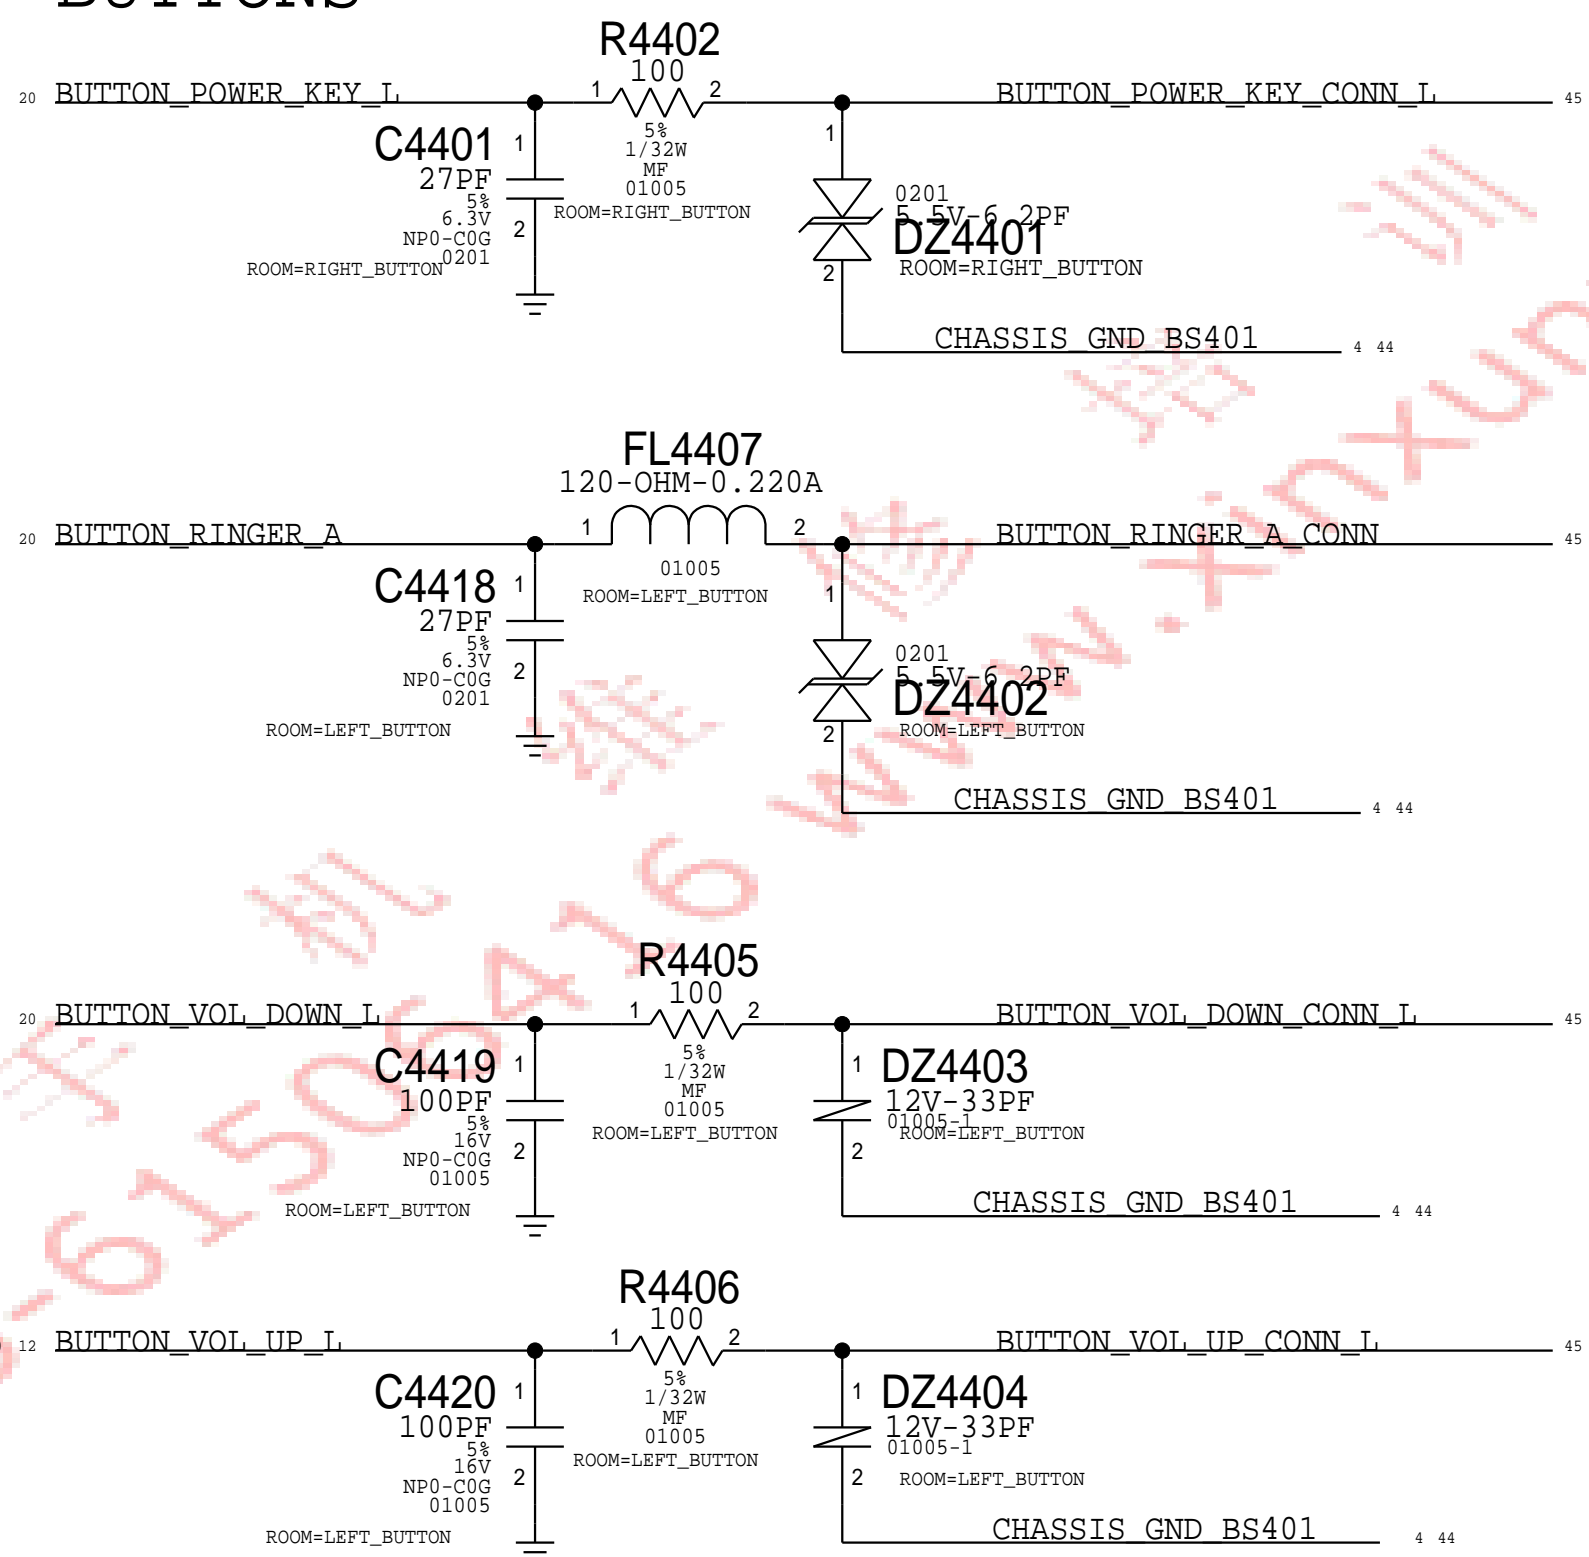 BUTTONS
R4402
100
20 BUTTON_POWER_KEY_L 1 2 BUTTON_POWER_KEY_CONN_L 45
C4401 1
27PF
5%
6.3V
NP0-C0G 2
0201
ROOM=RIGHT_BUTTON
5%
1/32W
MF
01005
ROOM=RIGHT_BUTTON
1
0201
5.5V-6.2PF
DZ4401
ROOM=RIGHT_BUTTON
2
CHASSIS_GND_BS401 4 44
FL4407
120-OHM-0.220A
20 BUTTON_RINGER_A 1 2 BUTTON_RINGER_A_CONN 45
C4418 1
27PF
5%
6.3V
NP0-C0G 2
0201
ROOM=LEFT_BUTTON
01005
ROOM=LEFT_BUTTON
1
0201
5.5V-6.2PF
DZ4402
ROOM=LEFT_BUTTON
2
CHASSIS_GND_BS401 4 44
R4405
100
20 BUTTON_VOL_DOWN_L 1 2 BUTTON_VOL_DOWN_CONN_L 45
C4419 1
100PF
5%
16V
NP0-C0G 2
01005
ROOM=LEFT_BUTTON
5%
1/32W
MF
01005
ROOM=LEFT_BUTTON
1 DZ4403
12V-33PF
01005-1
ROOM=LEFT_BUTTON
2
CHASSIS_GND_BS401 4 44
R4406
100
12 BUTTON_VOL_UP_L 1 2 BUTTON_VOL_UP_CONN_L 45
C4420 1
100PF
5%
16V
NP0-C0G 2
01005
ROOM=LEFT_BUTTON
5%
1/32W
MF
01005
ROOM=LEFT_BUTTON
1 DZ4404
12V-33PF
01005-1
2 ROOM=LEFT_BUTTON
CHASSIS_GND_BS401 4 44
-61506416 www.xinxun